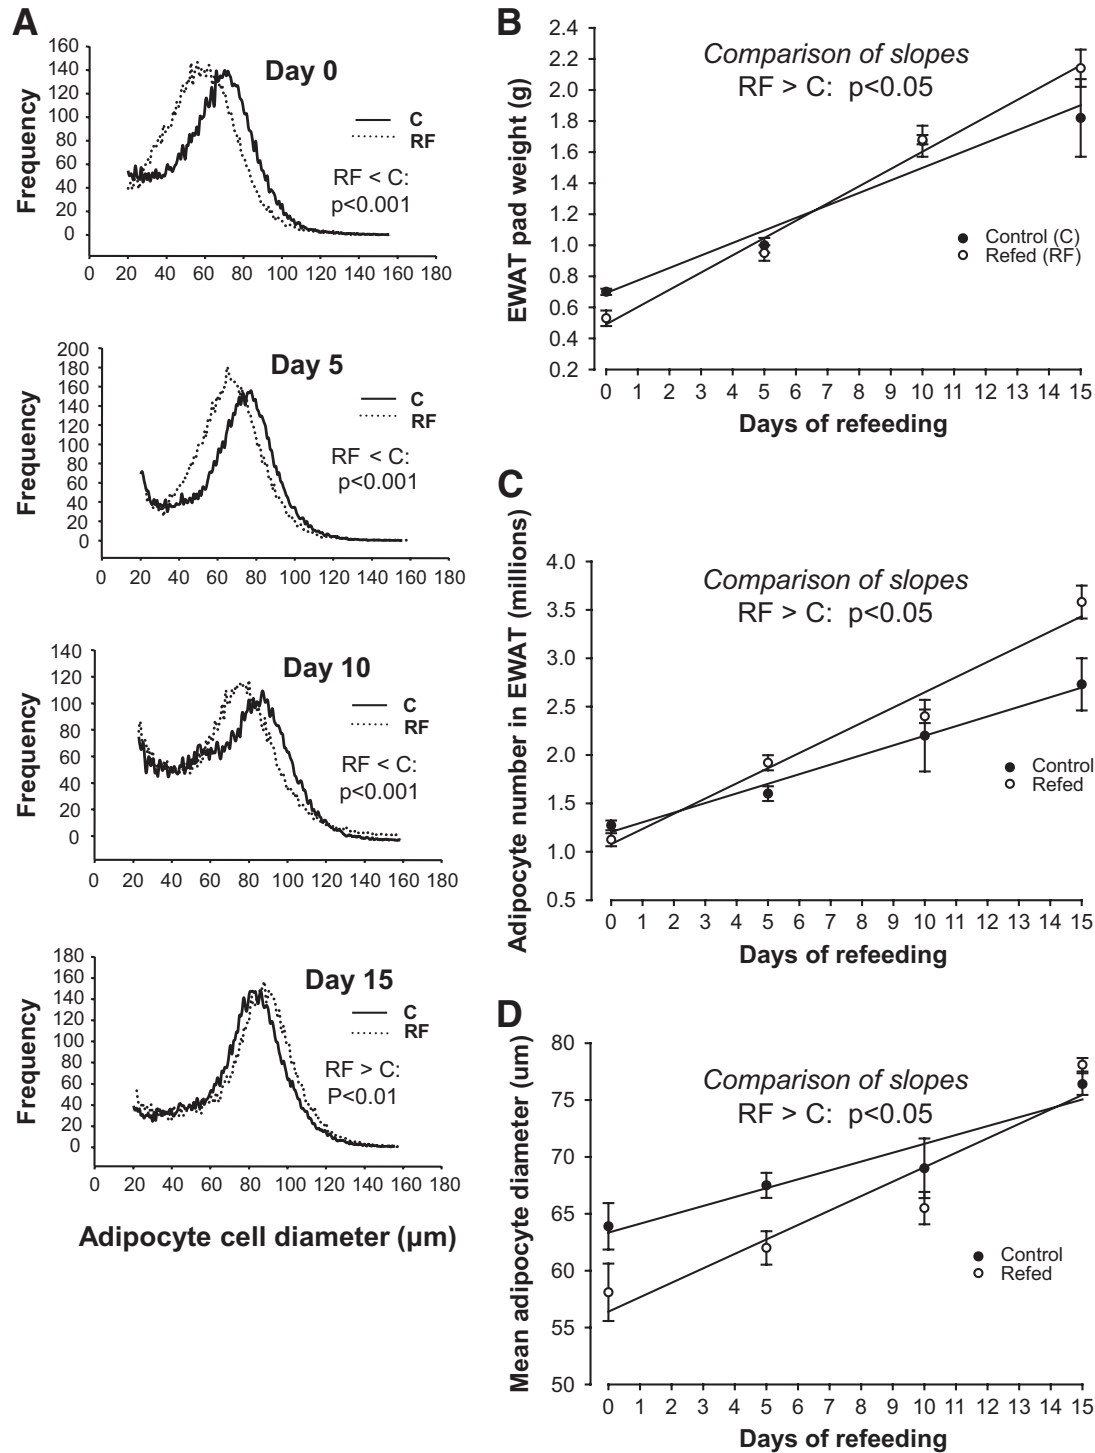 A
160
140
120
100
80
60
40
20
0
Frequency
Day 0
C
RF
RF < C:
p<0.001
0 20 40 60 80 100 120 140 160 180
200
180
160
140
120
100
80
60
40
20
0
Frequency
Day 5
C
RF
RF < C:
p<0.001
0 20 40 60 80 100 120 140 160 180
140
120
100
80
60
40
20
0
Frequency
Day 10
C
RF
RF < C:
p<0.001
0 20 40 60 80 100 120 140 160 180
180
160
140
120
100
80
60
40
20
0
Frequency
Day 15
C
RF
RF > C:
P<0.01
0 20 40 60 80 100 120 140 160 180
Adipocyte cell diameter (µm)
B
2.4
2.2
2.0
1.8
1.6
1.4
1.2
1.0
0.8
0.6
0.4
0.2
EWAT pad weight (g)
Comparison of slopes
RF > C: p<0.05
Control (C)
Refed (RF)
0 1 2 3 4 5 6 7 8 9 10 11 12 13 14 15
Days of refeeding
C
4.0
3.5
3.0
2.5
2.0
1.5
1.0
0.5
Adipocyte number in EWAT (millions)
Comparison of slopes
RF > C: p<0.05
Control
Refed
0 1 2 3 4 5 6 7 8 9 10 11 12 13 14 15
Days of refeeding
D
80
75
70
65
60
55
50
Mean adipocyte diameter (um)
Comparison of slopes
RF > C: p<0.05
Control
Refed
0 1 2 3 4 5 6 7 8 9 10 11 12 13 14 15
Days of refeeding